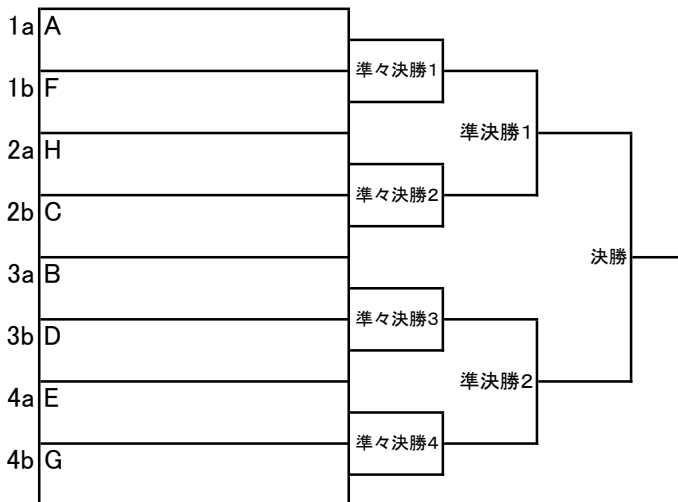 1a A
1b F
2a H
2b C
3a B
3b D
4a E
4b G
準々決勝1
準々決勝2
準々決勝3
準々決勝4
準決勝1
準決勝2
決勝